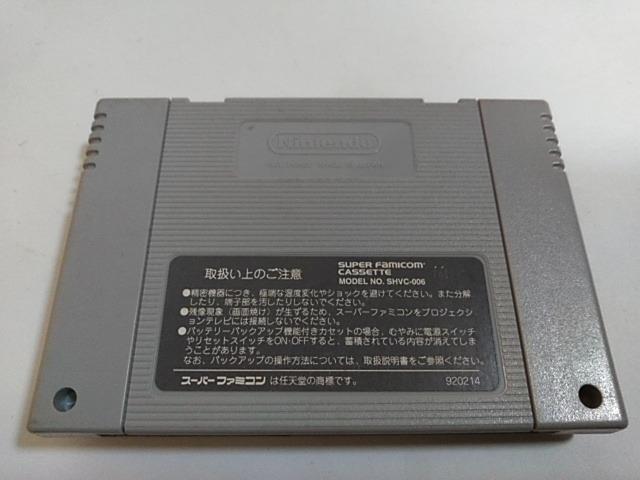 Nintendo
取扱い上のご注意
SUPER FAMICOM
CASSETTE
MODEL NO. SHVC-006
●精密機器につき、極端な温度変化やショックを避けてください。また分解
したり、端子部を汚したりしないでください。
●残像現象（画面焼け）が生ずるため、スーパーファミコンをプロジェクシ
ョンテレビには接続しないでください。
●バッテリーバックアップ機能付きカセットの場合、むやみに電源スイッチ
やリセットスイッチをON・OFFすると、蓄積されている内容が消えてしま
うことがあります。
なお、バックアップの操作方法については、取扱説明書をご参照ください。
スーパーファミコンは任天堂の商標です。
920214